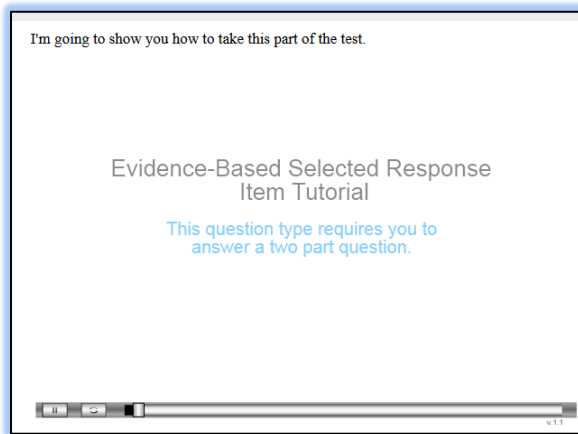 I'm going to show you how to take this part of the test.
Evidence-Based Selected Response
Item Tutorial
This question type requires you to
answer a two part question.
v.1.1